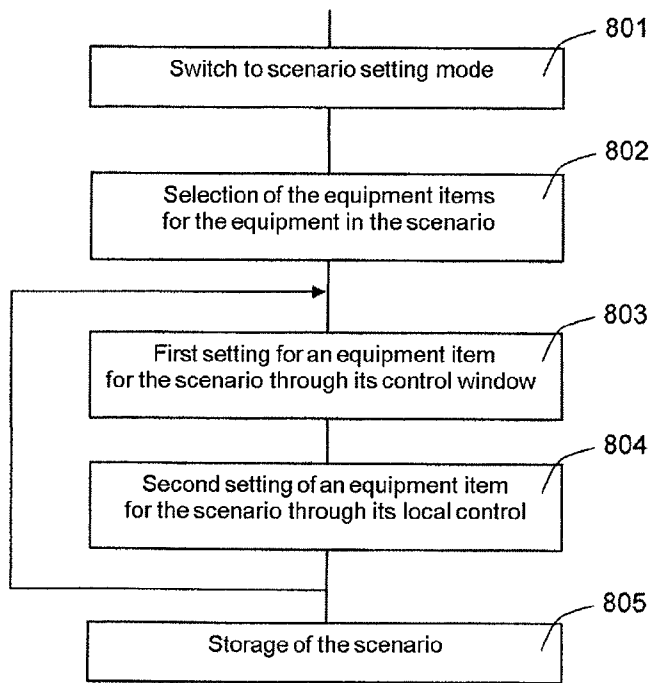 801
Switch to scenario setting mode
802
Selection of the equipment items
for the equipment in the scenario
803
First setting for an equipment item
for the scenario through its control window
804
Second setting of an equipment item
for the scenario through its local control
805
Storage of the scenario